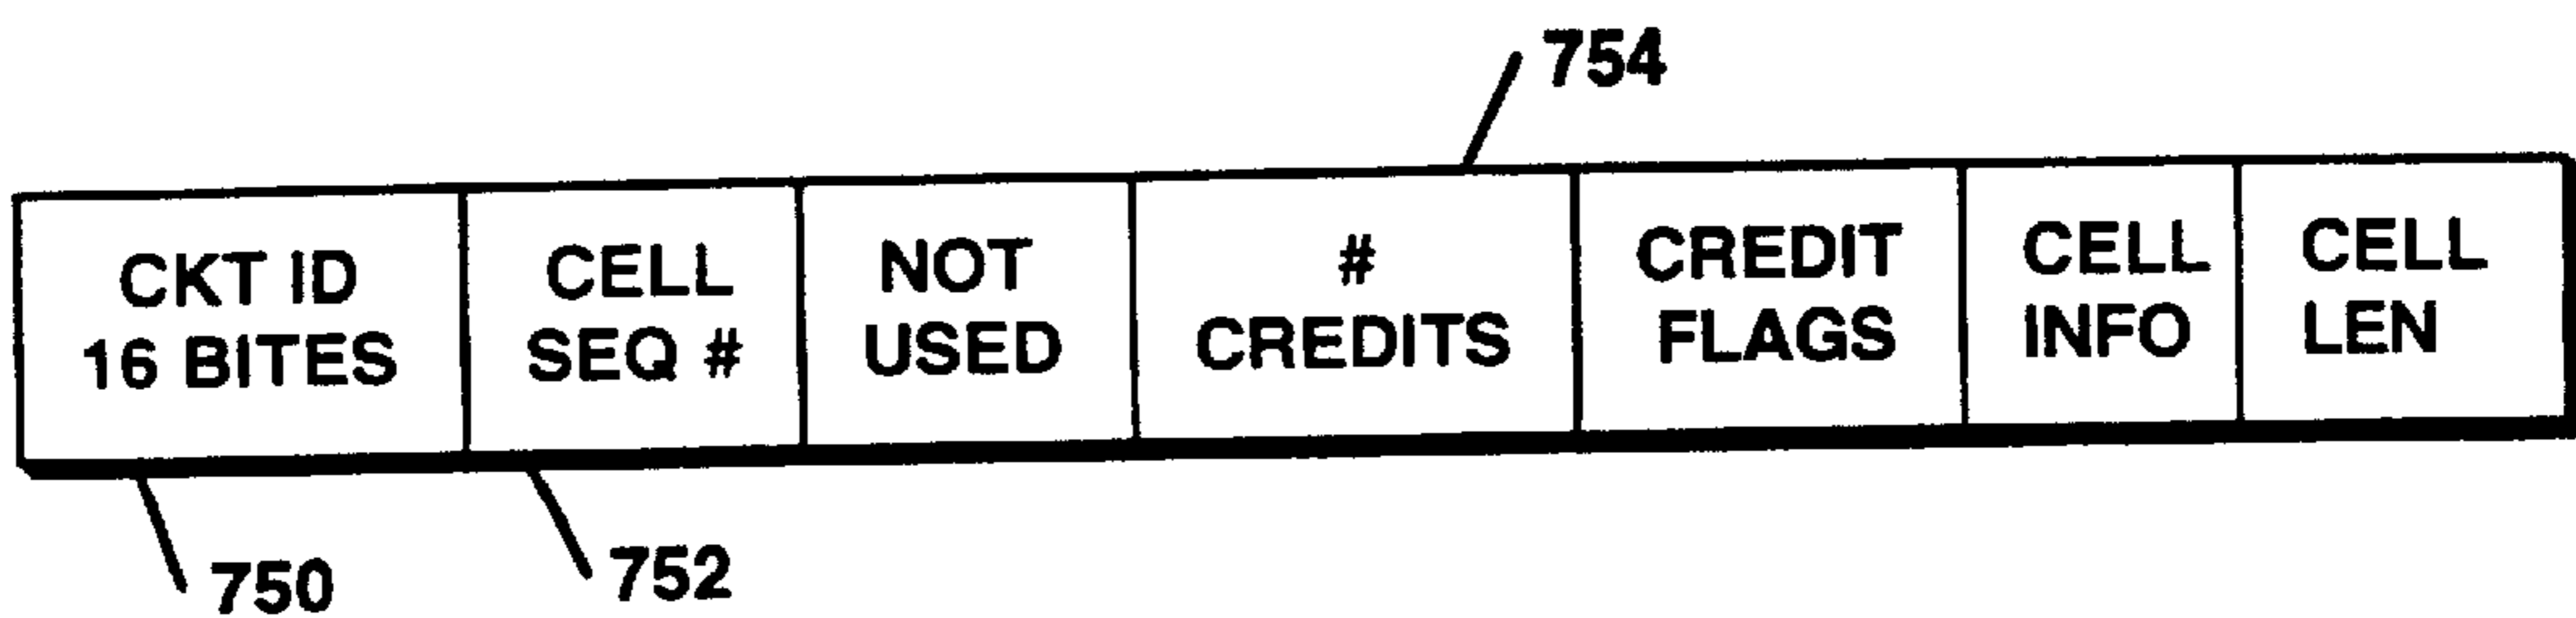 754
CKT ID
16 BITES
CELL
SEQ #
NOT
USED
#
CREDITS
CREDIT
FLAGS
CELL
INFO
CELL
LEN
750
752